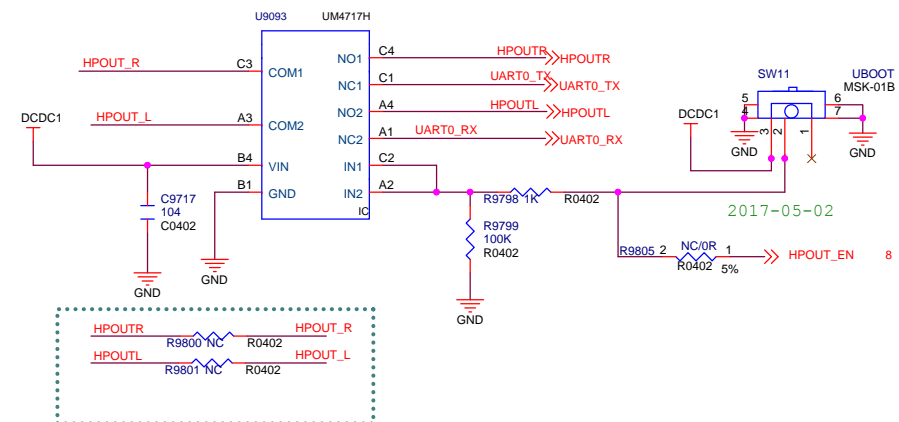 U9093 UM4717H
HPOUT_R C3 COM1 NO1 C4 HPOUTR HPOUTR
NC1 C1 UART0_TX UART0_TX
HPOUT_L A3 COM2 NO2 A4 HPOUTL HPOUTL
NC2 A1 UART0_RX UART0_RX
DCDC1 B4 VIN IN1 C2
B1 GND IN2 A2
IC
C9717
104
C0402
GND
GND
R9798 1K R0402
R9799
100K
R0402
GND
DCDC1
SW11 UBOOT
MSK-01B
5 6
4 7
3 2 1
GND GND
2017-05-02
R9805 2 NC/0R 1 HPOUT_EN 8
R0402 5%
HPOUTR HPOUT_R
R9800 NC R0402
HPOUTL HPOUT_L
R9801 NC R0402